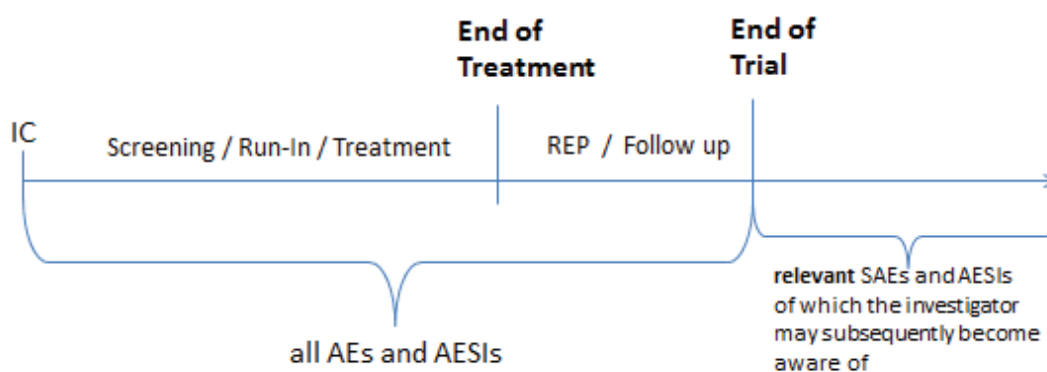 End of
Treatment
End of
Trial
IC
Screening / Run-In / Treatment
REP / Follow up
all AEs and AESIs
relevant SAEs and AESIs
of which the investigator
may subsequently become
aware of